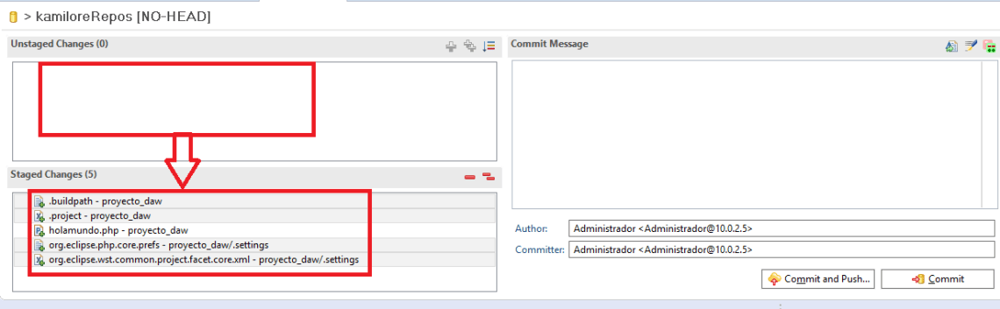 > kamiloreRepos [NO-HEAD]
Unstaged Changes (0)
Staged Changes (5)
.buildpath - proyecto_daw
.project - proyecto_daw
holamundo.php - proyecto_daw
org.eclipse.php.core.prefs - proyecto_daw/.settings
org.eclipse.wst.common.project.facet.core.xml - proyecto_daw/.settings
Commit Message
Author: Administrador <Administrador@10.0.2.5>
Committer: Administrador <Administrador@10.0.2.5>
Commit and Push... Commit